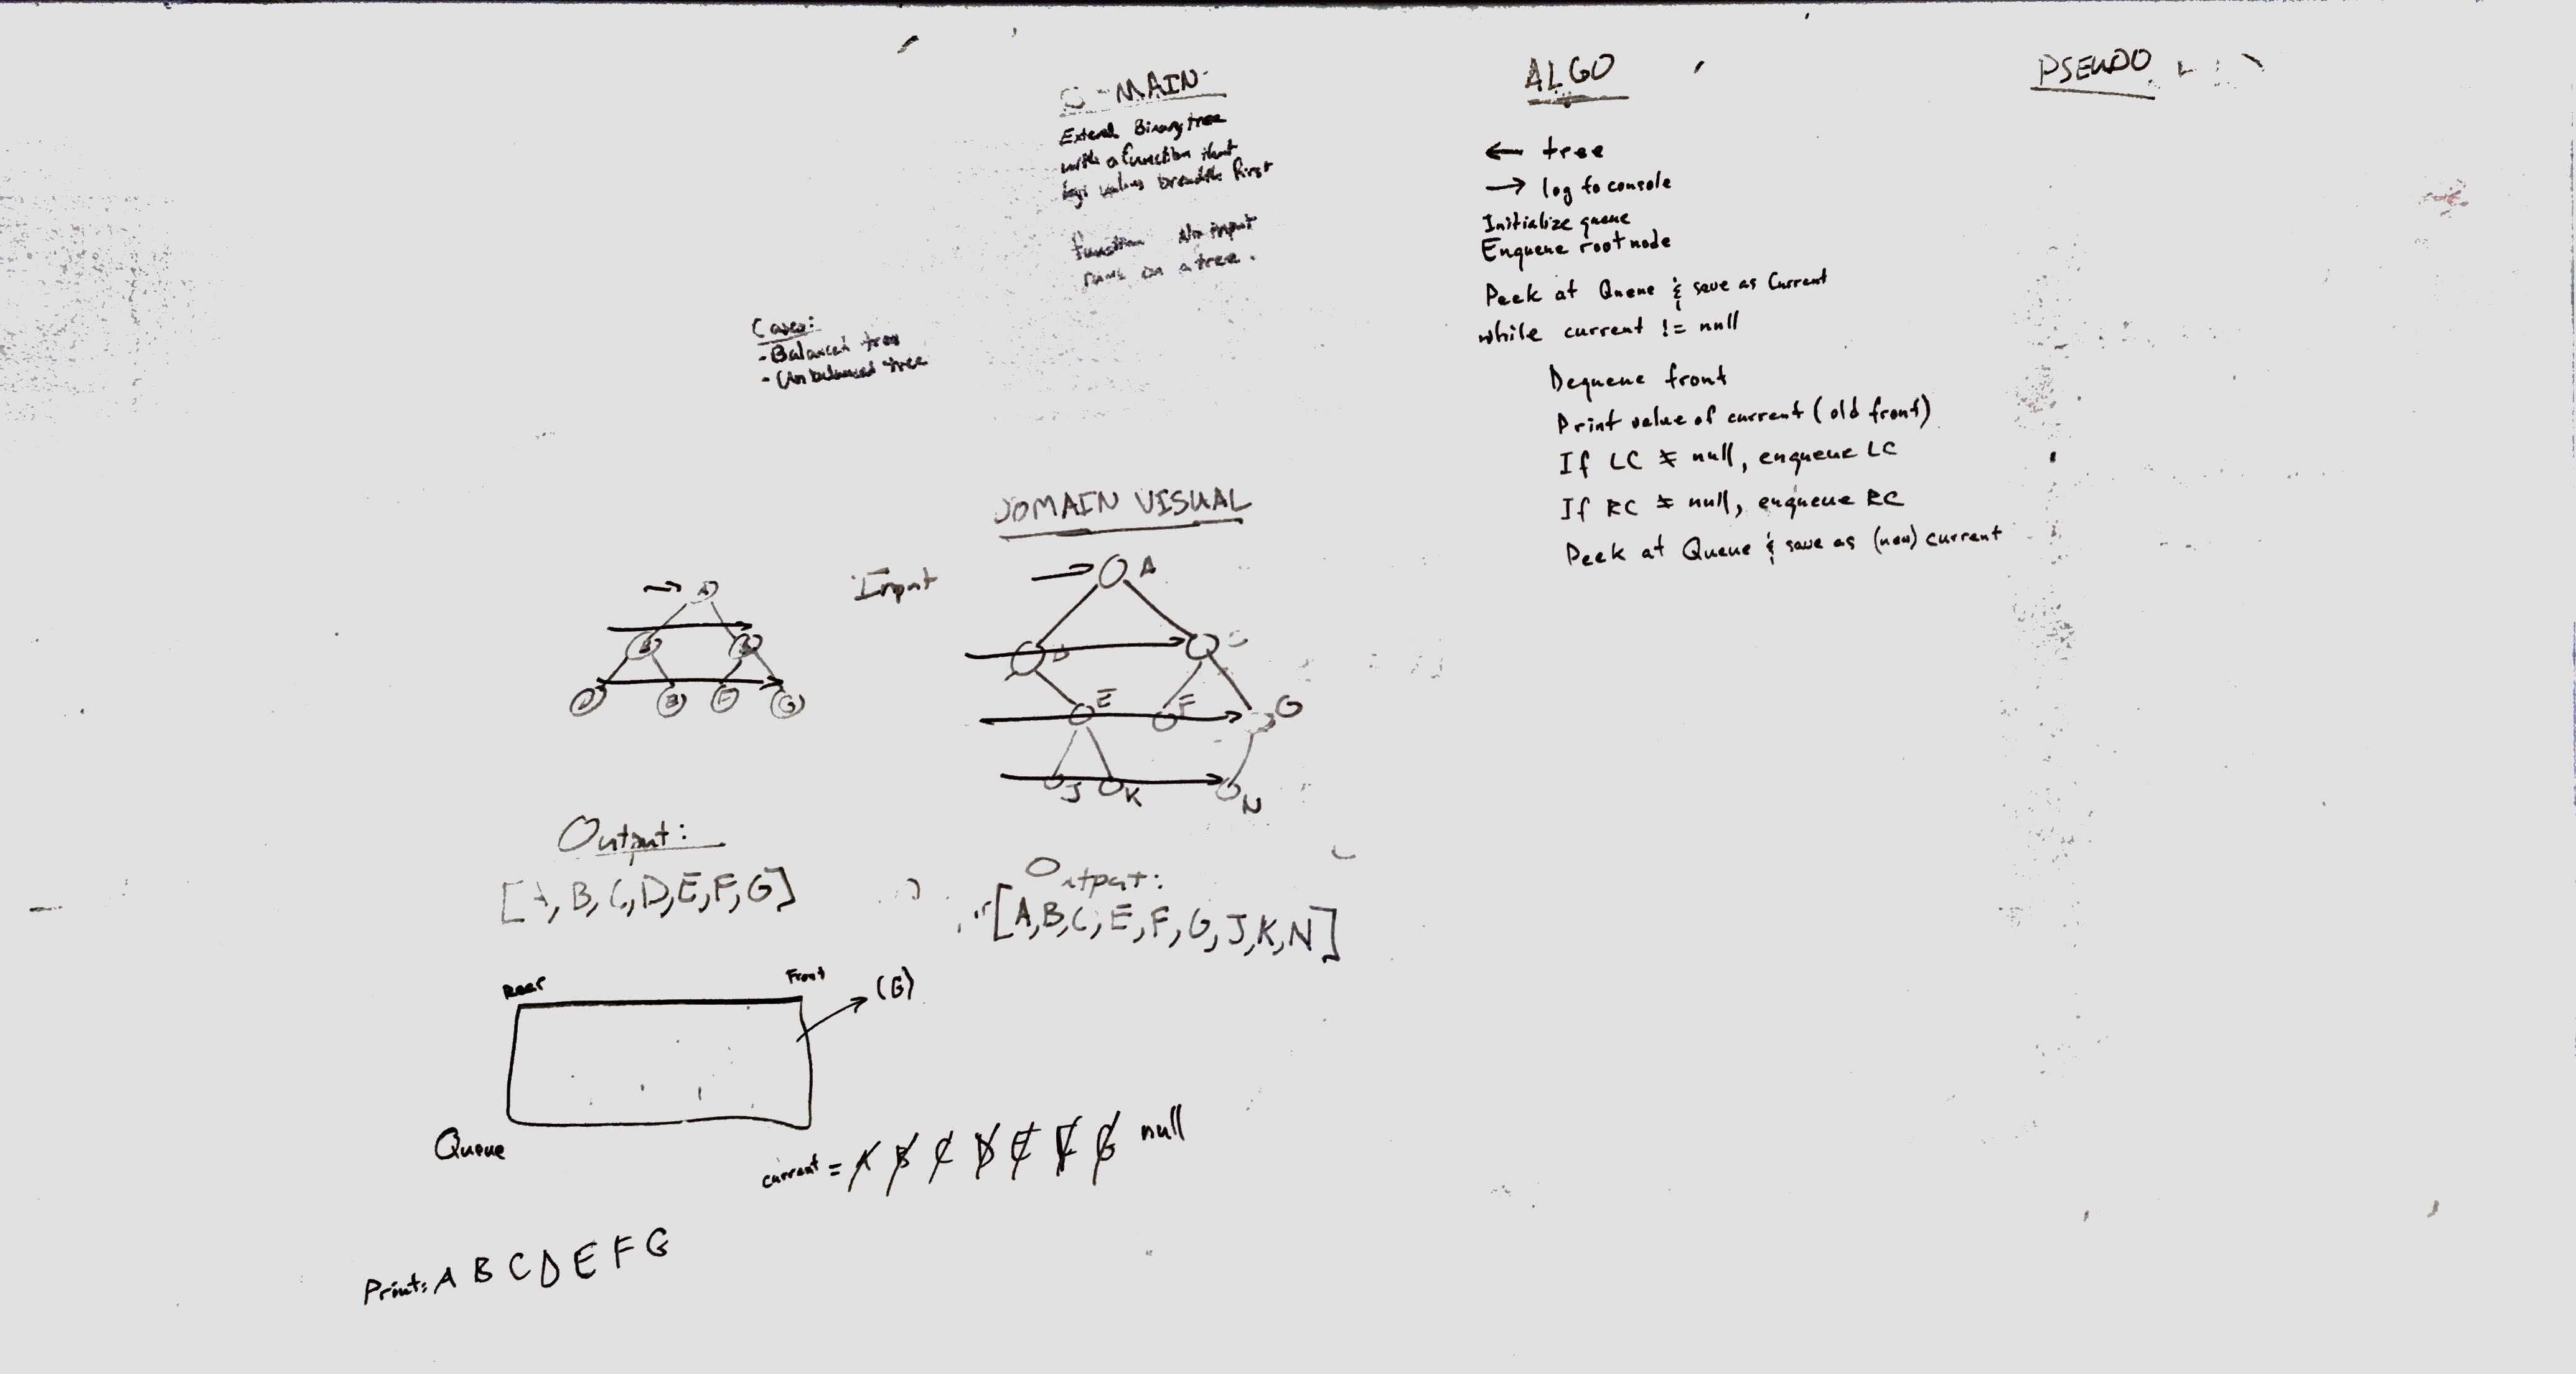 MAIN
Extend Binary tree
with a function that
logs values breadth first
function input
runs on a tree.
Cases:
- Balanced tree
- Unbalanced tree
DOMAIN VISUAL
Input
A
B C
D E F G
A
B C
E F G
J K N
Output:
[A, B, C, D, E, F, G]
Output:
[A, B, C, E, F, G, J, K, N]
Rear Front
(G)
Queue
current = A B C D E F G null
Print: A B C D E F G
ALGO
← tree
→ log to console
Initialize queue
Enqueue root node
Peek at Queue & save as Current
while current != null
Dequeue front
Print value of current (old front)
If LC ≠ null, enqueue LC
If RC ≠ null, enqueue RC
Peek at Queue & save as (new) current
PSEUDO